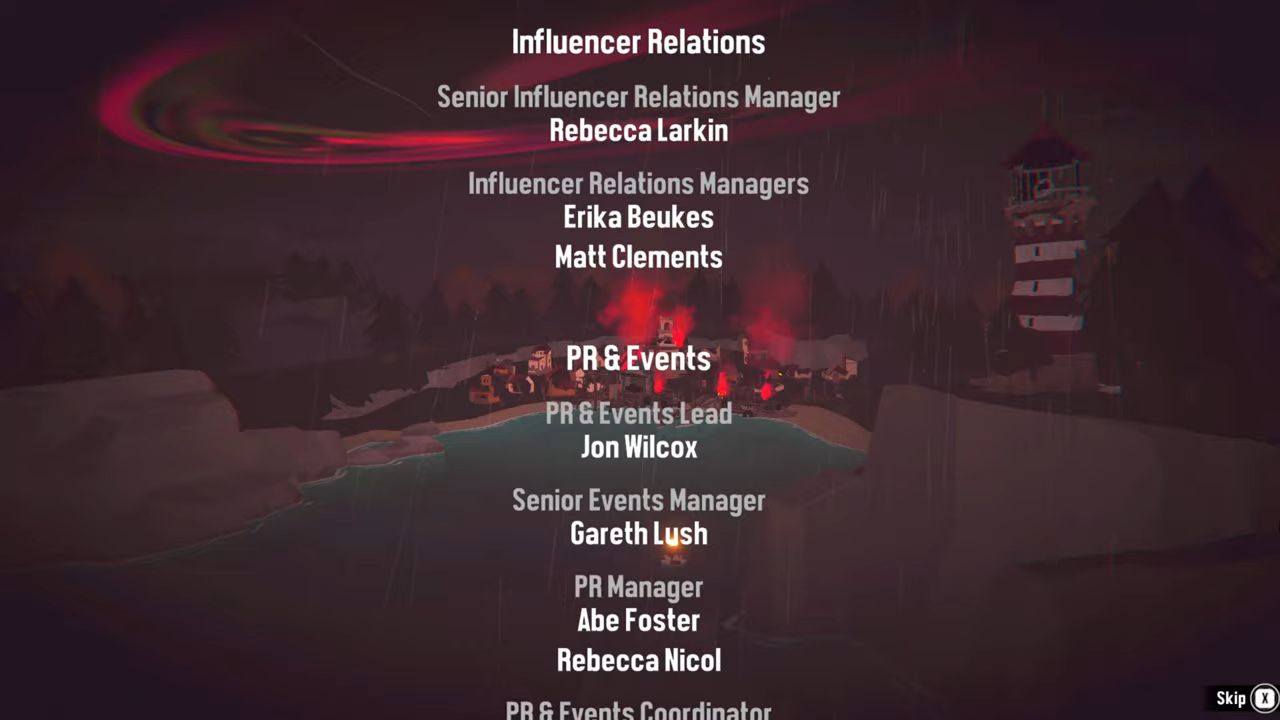 Influencer Relations
Senior Influencer Relations Manager
Rebecca Larkin
Influencer Relations Managers
Erika Beukes
Matt Clements
PR & Events
PR & Events Lead
Jon Wilcox
Senior Events Manager
Gareth Lush
PR Manager
Abe Foster
Rebecca Nicol
PR & Events Coordinator
Skip X